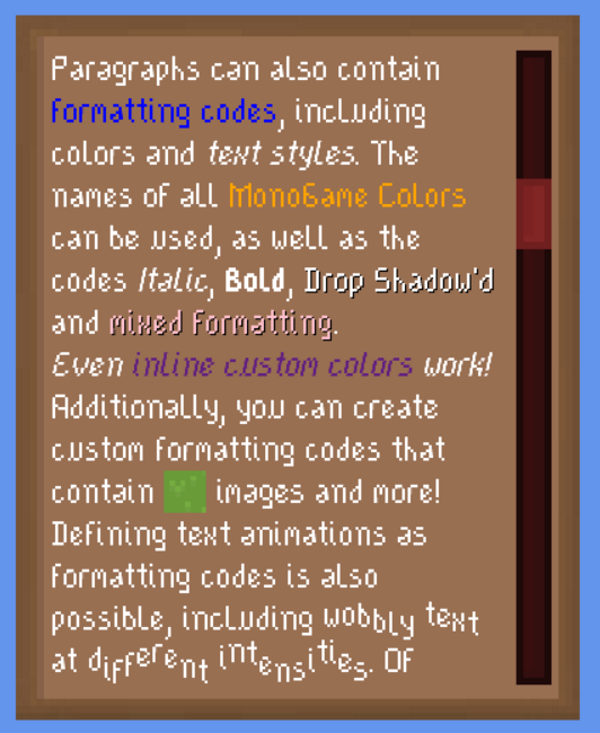 Paragraphs can also contain
formatting codes, including
colors and text styles. The
names of all MonoGame Colors
can be used, as well as the
codes Italic, Bold, Drop Shadow'd
and mixed formatting.
Even inline custom colors work!
Additionally, you can create
custom formatting codes that
contain images and more!
Defining text animations as
formatting codes is also
possible, including wobbly text
at different intensities. Of